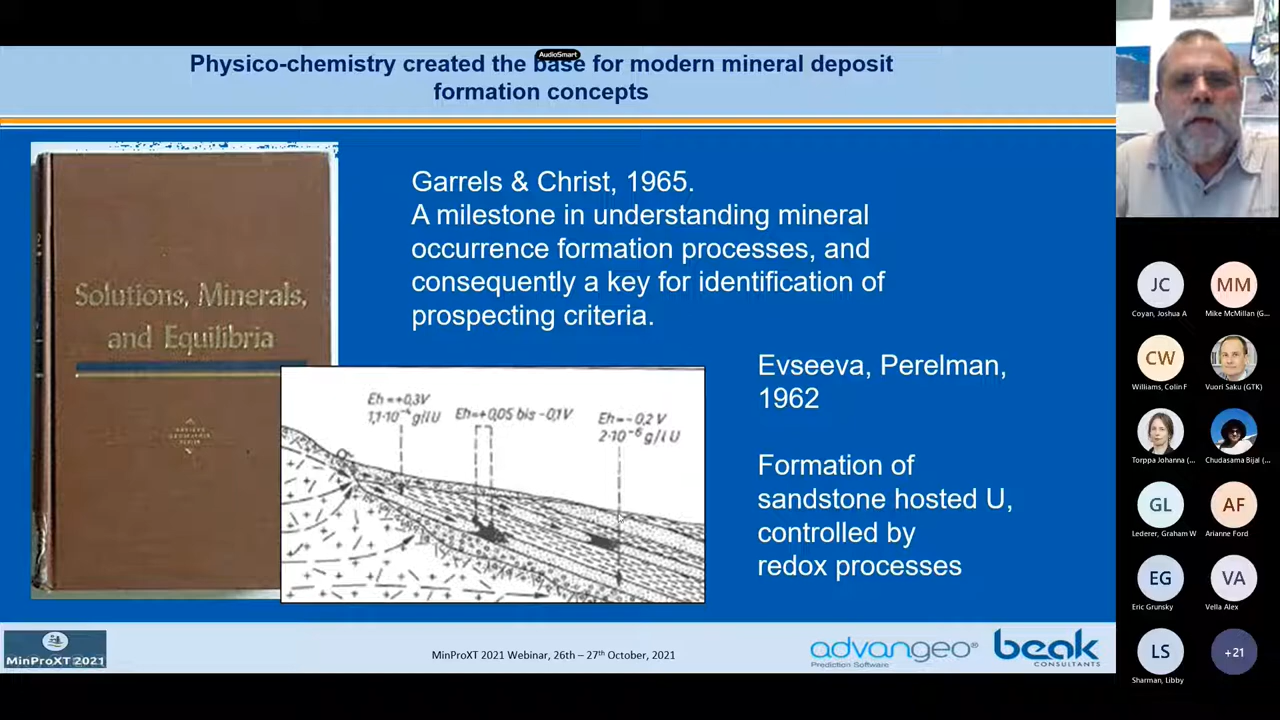 AudioSmart
Physico-chemistry created the base for modern mineral deposit
formation concepts
Solutions, Minerals,
and Equilibria
Garrels & Christ, 1965.
A milestone in understanding mineral
occurrence formation processes, and
consequently a key for identification of
prospecting criteria.
Eh=+0,3V
1,1·10⁻⁴ g/l U
Eh=+0,05 bis -0,1V
Eh=-0,2 V
2·10⁻⁶ g/l U
Evseeva, Perelman,
1962
Formation of
sandstone hosted U,
controlled by
redox processes
MinProXT 2021
MinProXT 2021 Webinar, 26th – 27th October, 2021
advangeo®
Prediction Software
beak
CONSULTANTS
JC
Coyan, Joshua A
MM
Mike McMillan (G...
CW
Williams, Colin F
Vuori Saku (GTK)
Torppa Johanna (...
Chudasama Bijal (...
GL
Lederer, Graham W
AF
Arianne Ford
EG
Eric Grunsky
VA
Vella Alex
LS
Sharman, Libby
+21